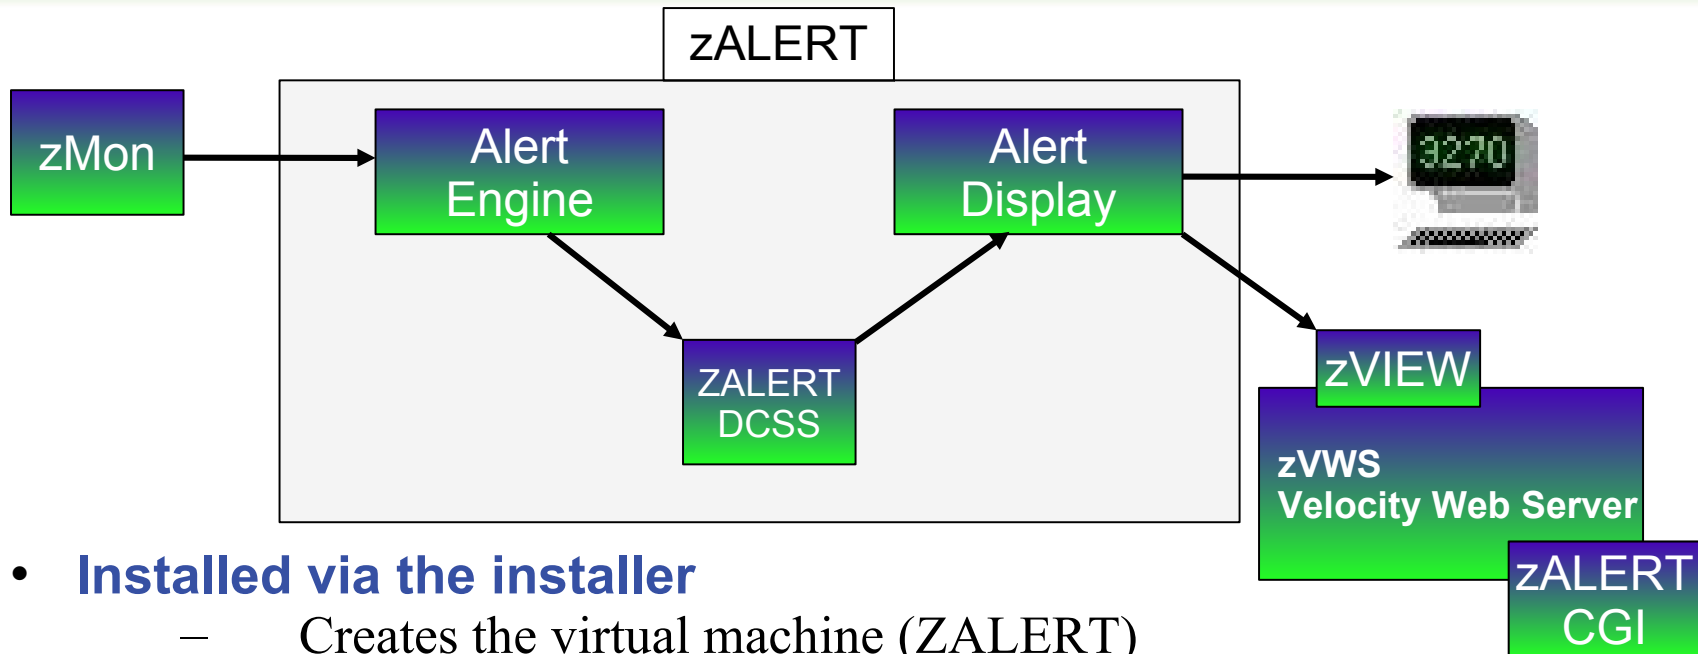 zALERT
zMon
Alert
Engine
Alert
Display
3270
ZALERT
DCSS
zVIEW
zVWS
Velocity Web Server
zALERT
CGI
• Installed via the installer
– Creates the virtual machine (ZALERT)